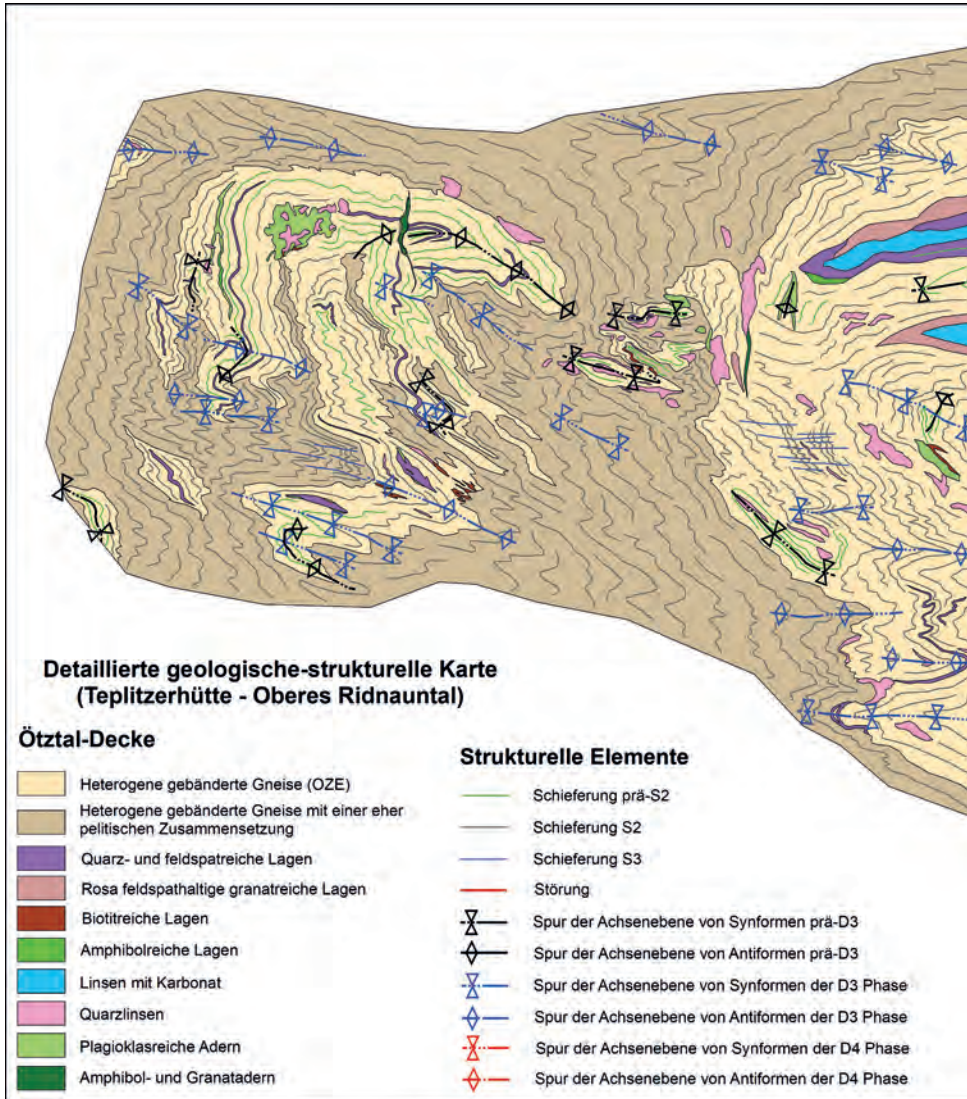 Detaillierte geologische-strukturelle Karte
(Teplitzerhütte - Oberes Ridnauntal)
Ötztal-Decke
Heterogene gebänderte Gneise (OZE)
Heterogene gebänderte Gneise mit einer eher
pelitischen Zusammensetzung
Quarz- und feldspatreiche Lagen
Rosa feldspathaltige granatreiche Lagen
Biotitreiche Lagen
Amphibolreiche Lagen
Linsen mit Karbonat
Quarzlinsen
Plagioklasreiche Adern
Amphibol- und Granatadern
Strukturelle Elemente
Schieferung prä-S2
Schieferung S2
Schieferung S3
Störung
Spur der Achsenebene von Synformen prä-D3
Spur der Achsenebene von Antiformen prä-D3
Spur der Achsenebene von Synformen der D3 Phase
Spur der Achsenebene von Antiformen der D3 Phase
Spur der Achsenebene von Synformen der D4 Phase
Spur der Achsenebene von Antiformen der D4 Phase